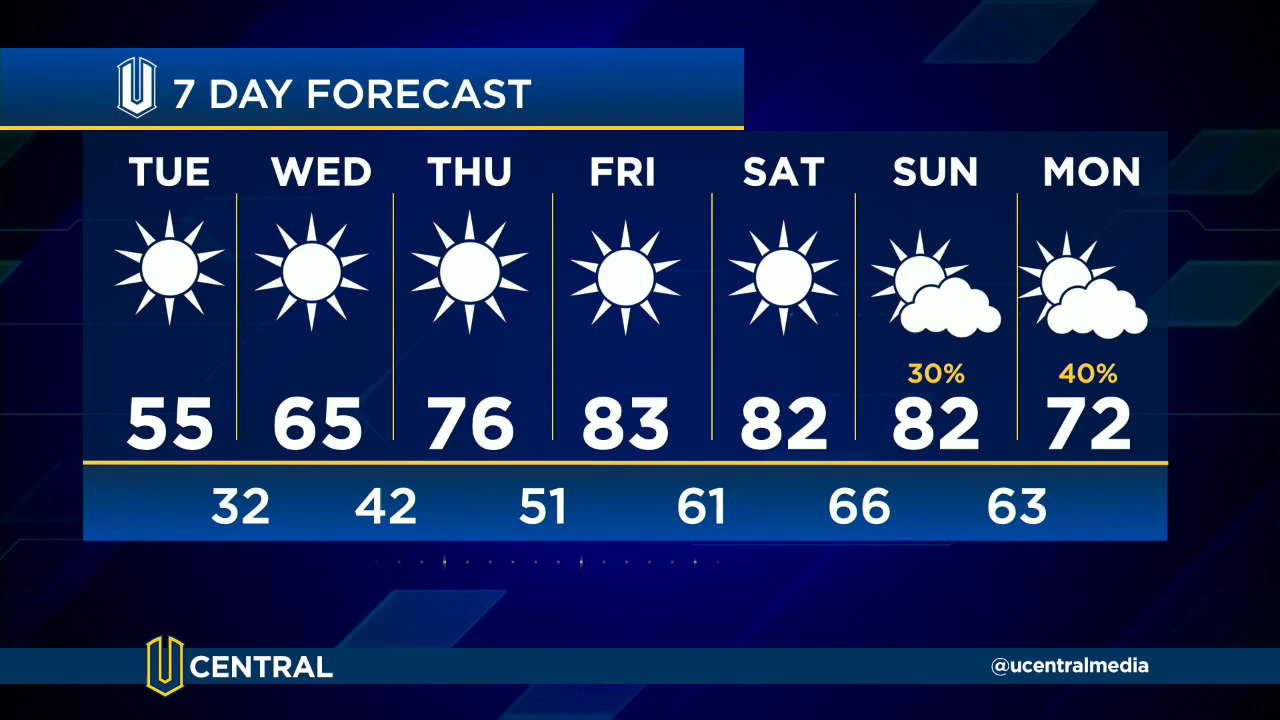 U 7 DAY FORECAST
TUE WED THU FRI SAT SUN MON
30% 40%
55 65 76 83 82 82 72
32 42 51 61 66 63
U CENTRAL @ucentralmedia